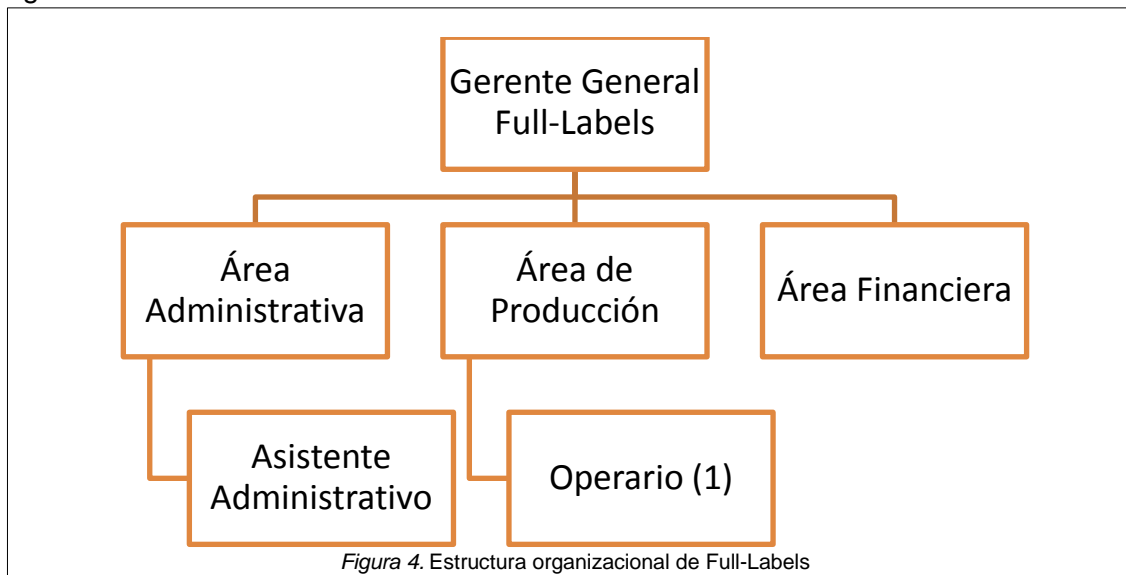 Gerente General
Full-Labels
Área
Administrativa
Área de
Producción
Área Financiera
Asistente
Administrativo
Operario (1)
Figura 4. Estructura organizacional de Full-Labels